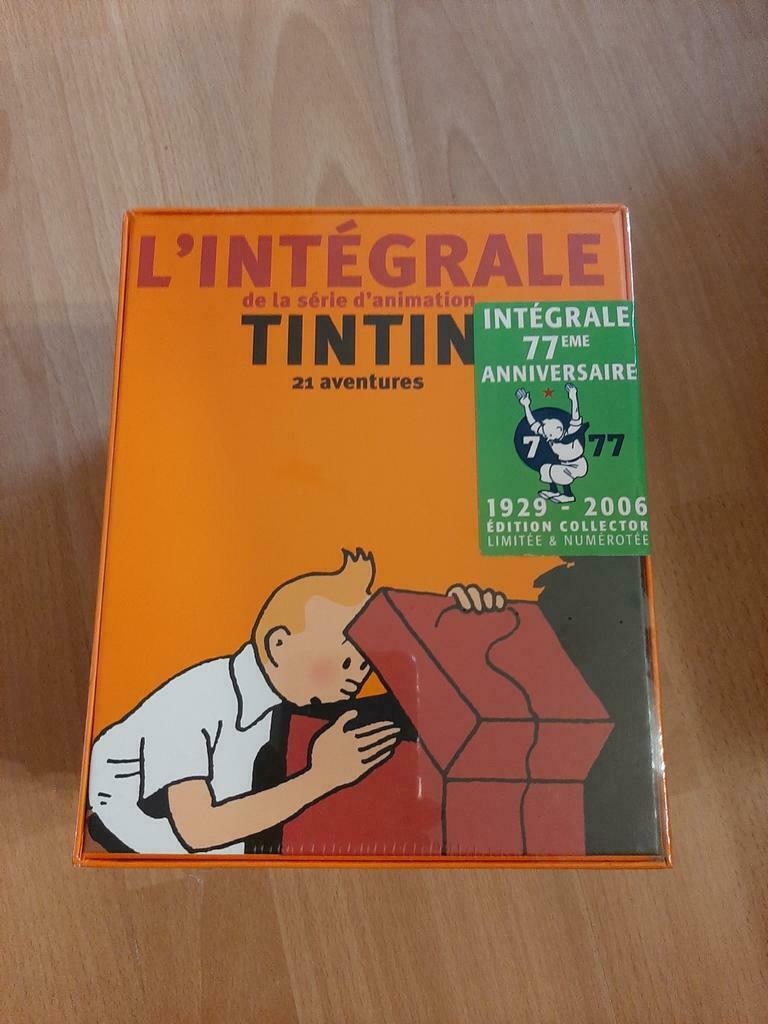 L'INTÉGRALE
de la série d'animation
TINTIN
21 aventures
INTÉGRALE
77EME
ANNIVERSAIRE
7 77
1929 - 2006
ÉDITION COLLECTOR
LIMITÉE & NUMÉROTÉE